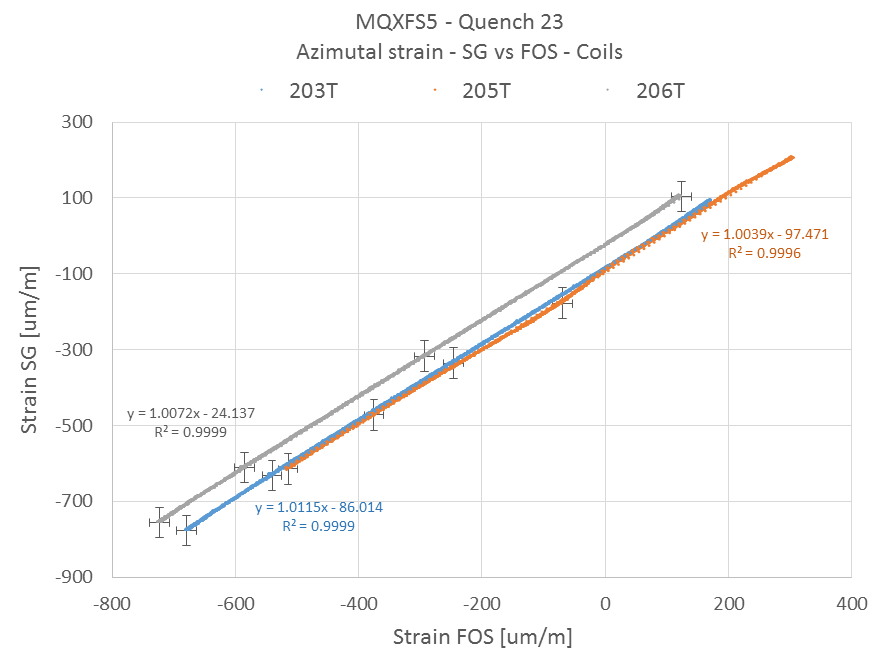 MQXFS5 - Quench 23
Azimutal strain - SG vs FOS - Coils
203T 205T 206T
300
100
-100
-300
-500
-700
-900
Strain SG [um/m]
y = 1.0039x - 97.471
R² = 0.9996
y = 1.0072x - 24.137
R² = 0.9999
y = 1.0115x - 86.014
R² = 0.9999
-800 -600 -400 -200 0 200 400
Strain FOS [um/m]